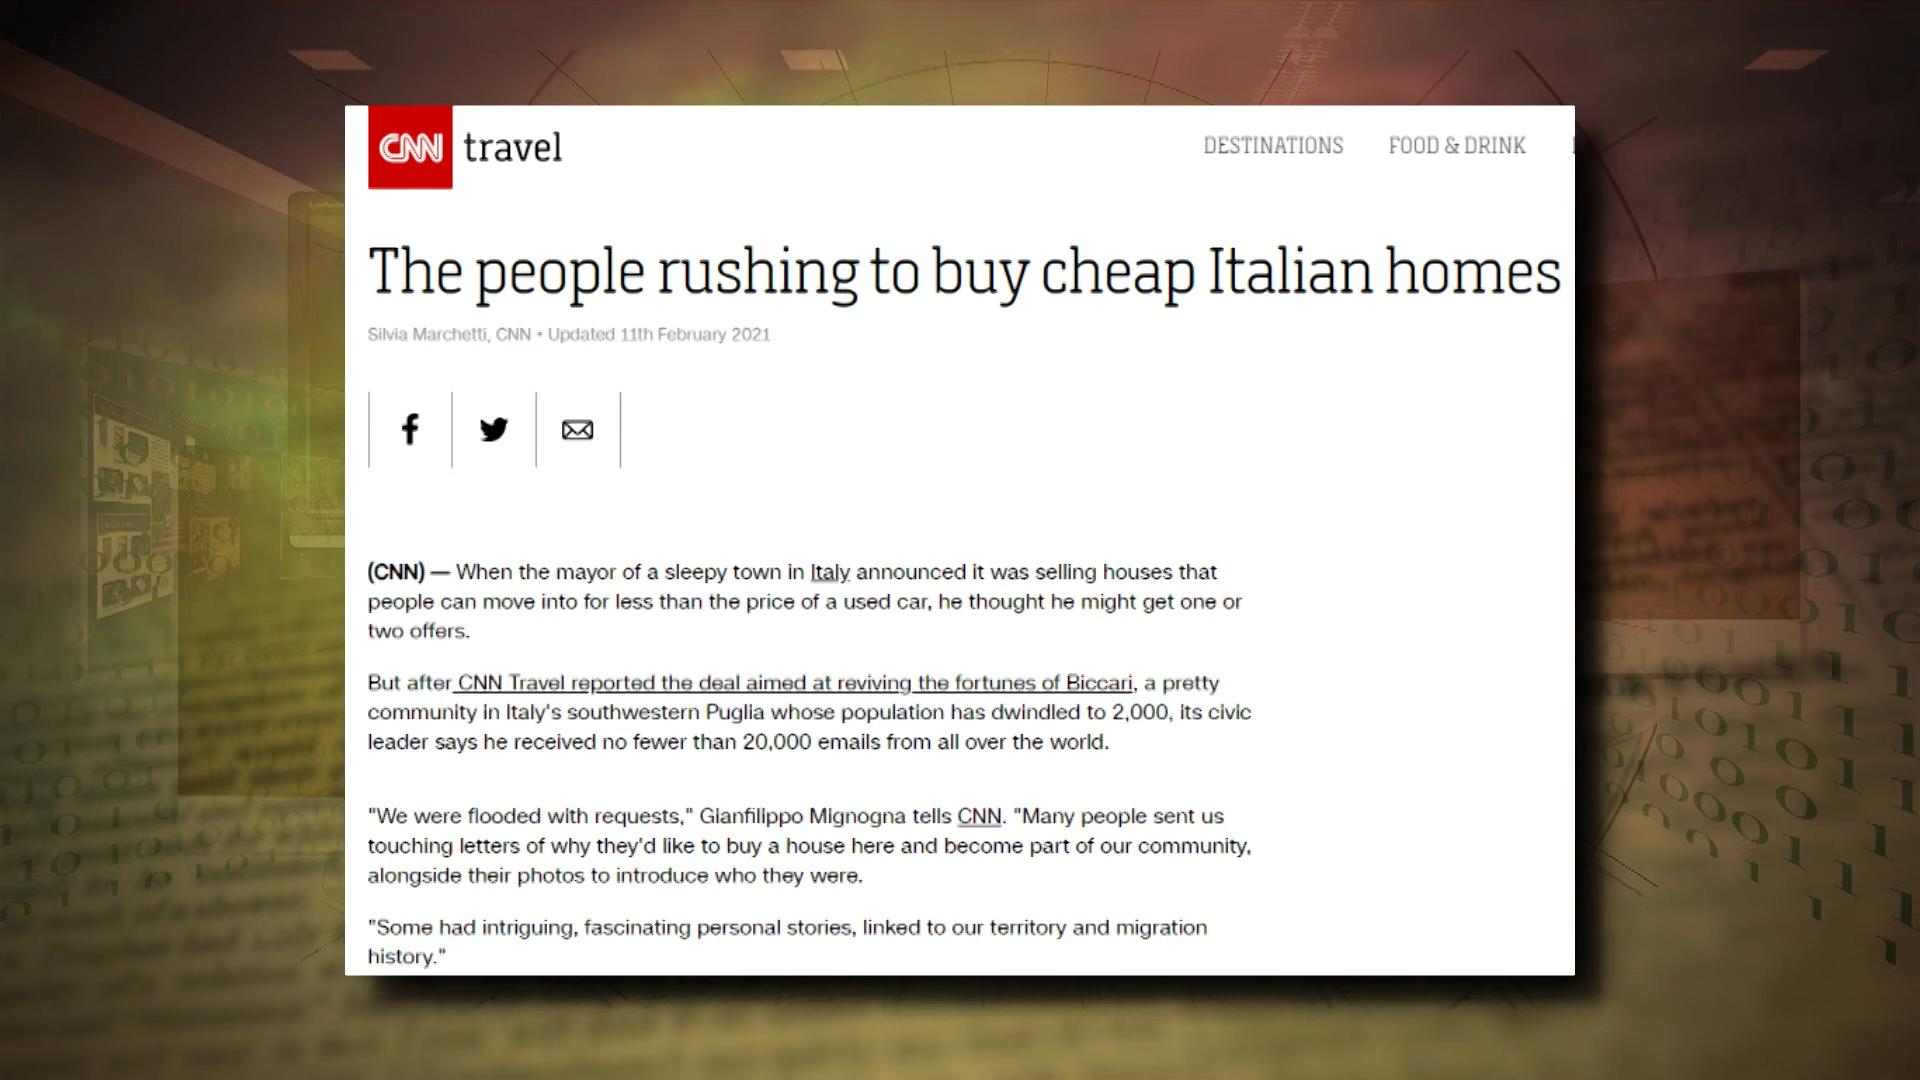 CNN travel
DESTINATIONS
FOOD & DRINK
The people rushing to buy cheap Italian homes
Silvia Marchetti, CNN • Updated 11th February 2021
(CNN) — When the mayor of a sleepy town in Italy announced it was selling houses that
people can move into for less than the price of a used car, he thought he might get one or
two offers.
But after CNN Travel reported the deal aimed at reviving the fortunes of Biccari, a pretty
community in Italy's southwestern Puglia whose population has dwindled to 2,000, its civic
leader says he received no fewer than 20,000 emails from all over the world.
"We were flooded with requests," Gianfilippo Mignogna tells CNN. "Many people sent us
touching letters of why they'd like to buy a house here and become part of our community,
alongside their photos to introduce who they were.
"Some had intriguing, fascinating personal stories, linked to our territory and migration
history."